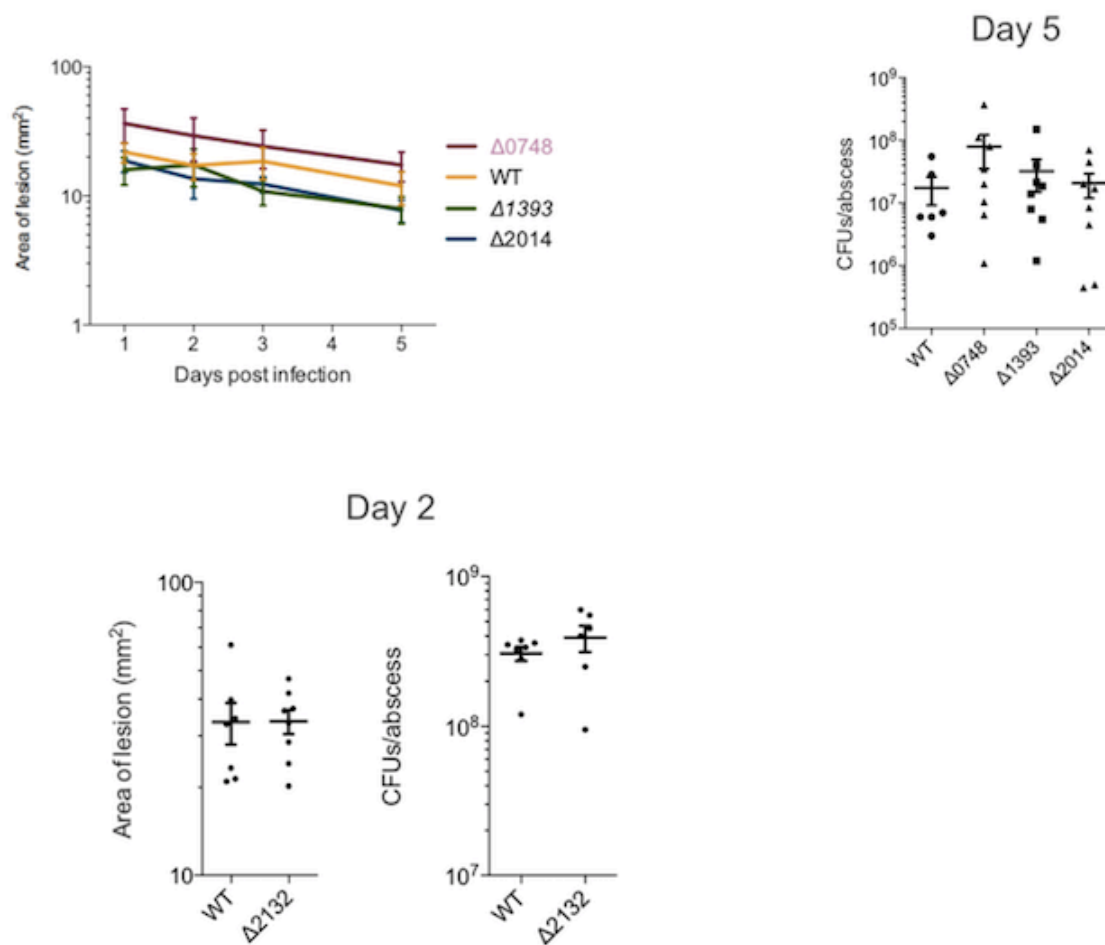 Day 5
100
10
1
Area of lesion (mm²)
1 2 3 4 5
Days post infection
Δ0748
WT
Δ1393
Δ2014
10⁹
10⁸
10⁷
10⁶
10⁵
CFUs/abscess
WT Δ0748 Δ1393 Δ2014
Day 2
100
10
Area of lesion (mm²)
WT Δ2132
10⁹
10⁸
10⁷
CFUs/abscess
WT Δ2132